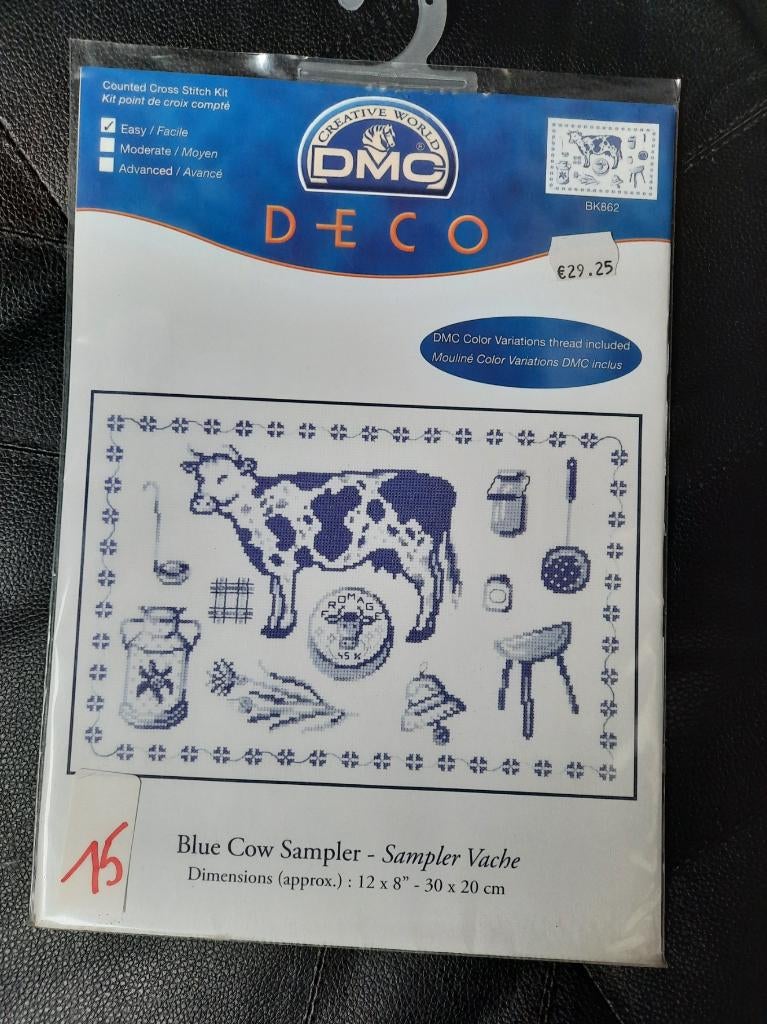 Counted Cross Stitch Kit
Kit point de croix compté
✓ Easy / Facile
Moderate / Moyen
Advanced / Avancé
CREATIVE WORLD
DMC®
DECO
BK862
€29.25
DMC Color Variations thread included
Mouliné Color Variations DMC inclus
FROMAGE
45%
15
Blue Cow Sampler - Sampler Vache
Dimensions (approx.) : 12 x 8” - 30 x 20 cm